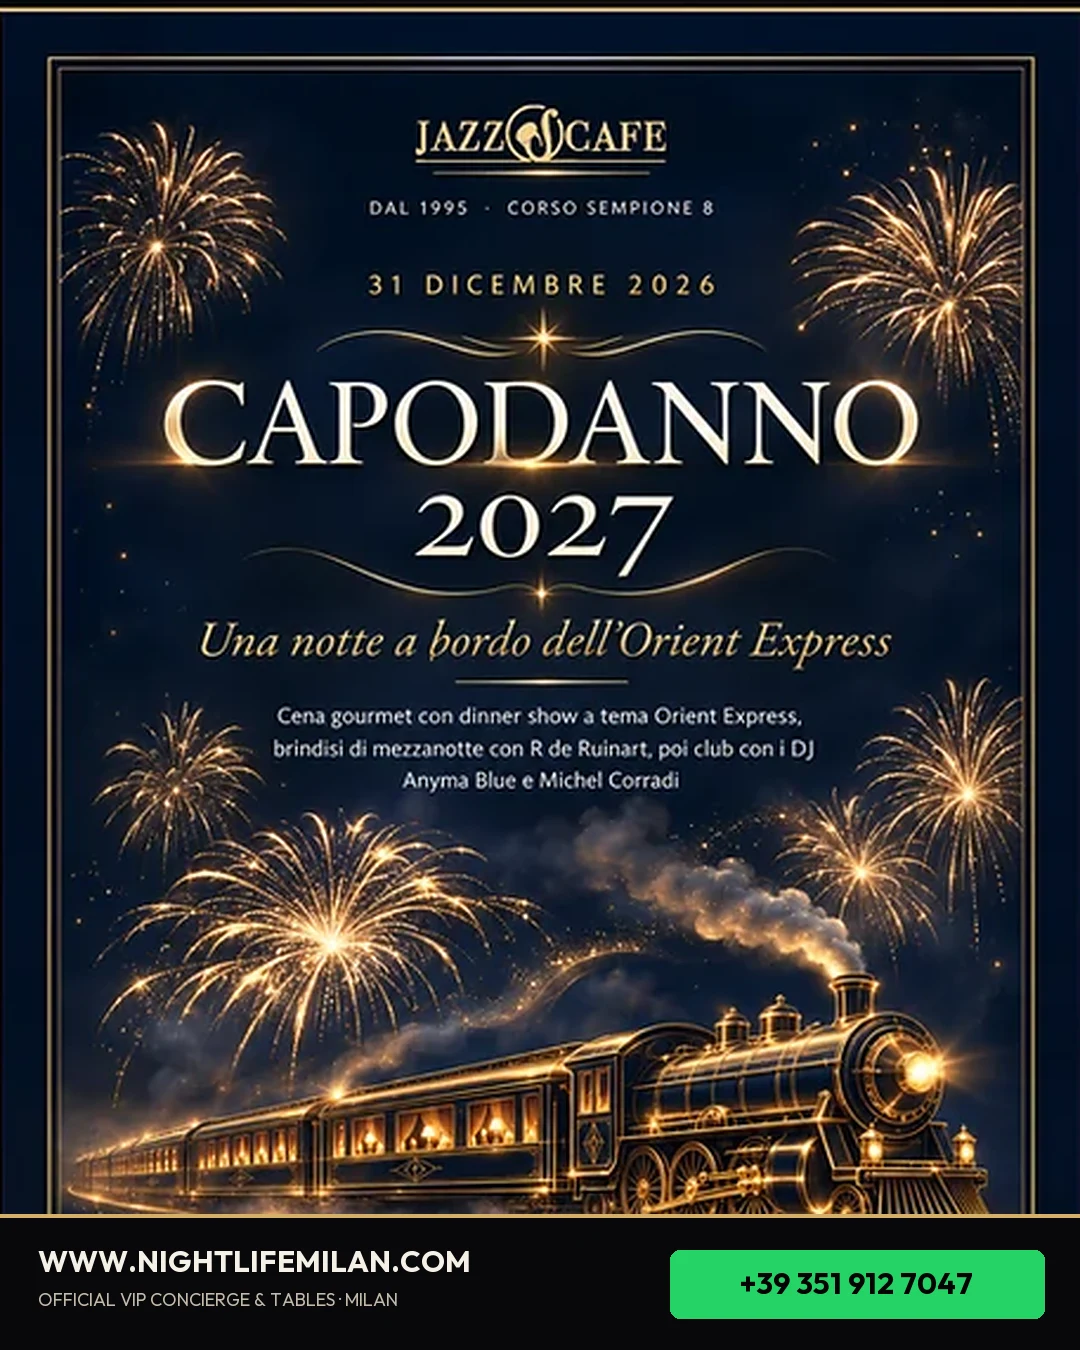 JAZZ CAFE
DAL 1995 · CORSO SEMPIONE 8
31 DICEMBRE 2026
CAPODANNO
2027
Una notte a bordo dell'Orient Express
Cena gourmet con dinner show a tema Orient Express,
brindisi di mezzanotte con R de Ruinart, poi club con i DJ
Anyma Blue e Michel Corradi
WWW.NIGHTLIFEMILAN.COM
OFFICIAL VIP CONCIERGE & TABLES · MILAN
+39 351 912 7047